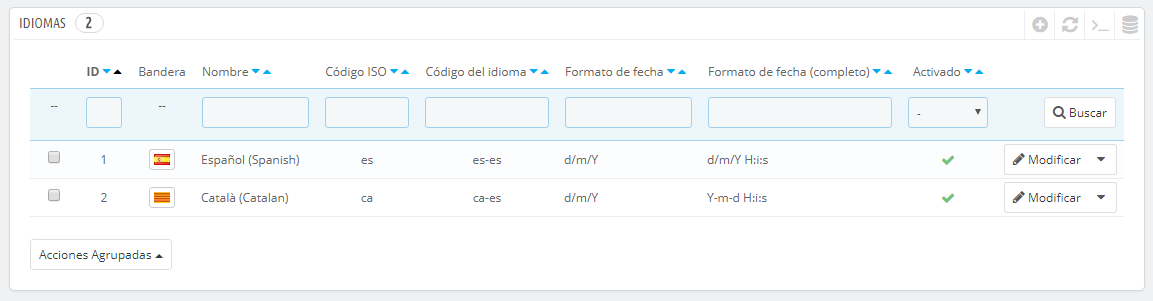 IDIOMAS 2
ID Bandera Nombre Código ISO Código del idioma Formato de fecha Formato de fecha (completo) Activado
-- -- - Buscar
1 Español (Spanish) es es-es d/m/Y d/m/Y H:i:s Modificar
2 Català (Catalan) ca ca-es d/m/Y Y-m-d H:i:s Modificar
Acciones Agrupadas